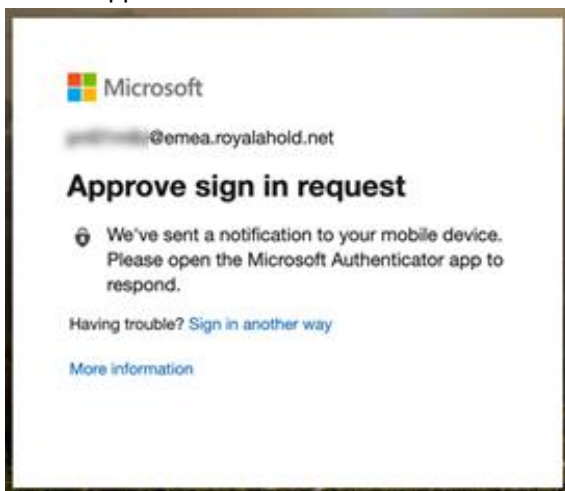 Microsoft
@emea.royalahold.net
Approve sign in request
We've sent a notification to your mobile device.
Please open the Microsoft Authenticator app to
respond.
Having trouble? Sign in another way
More information